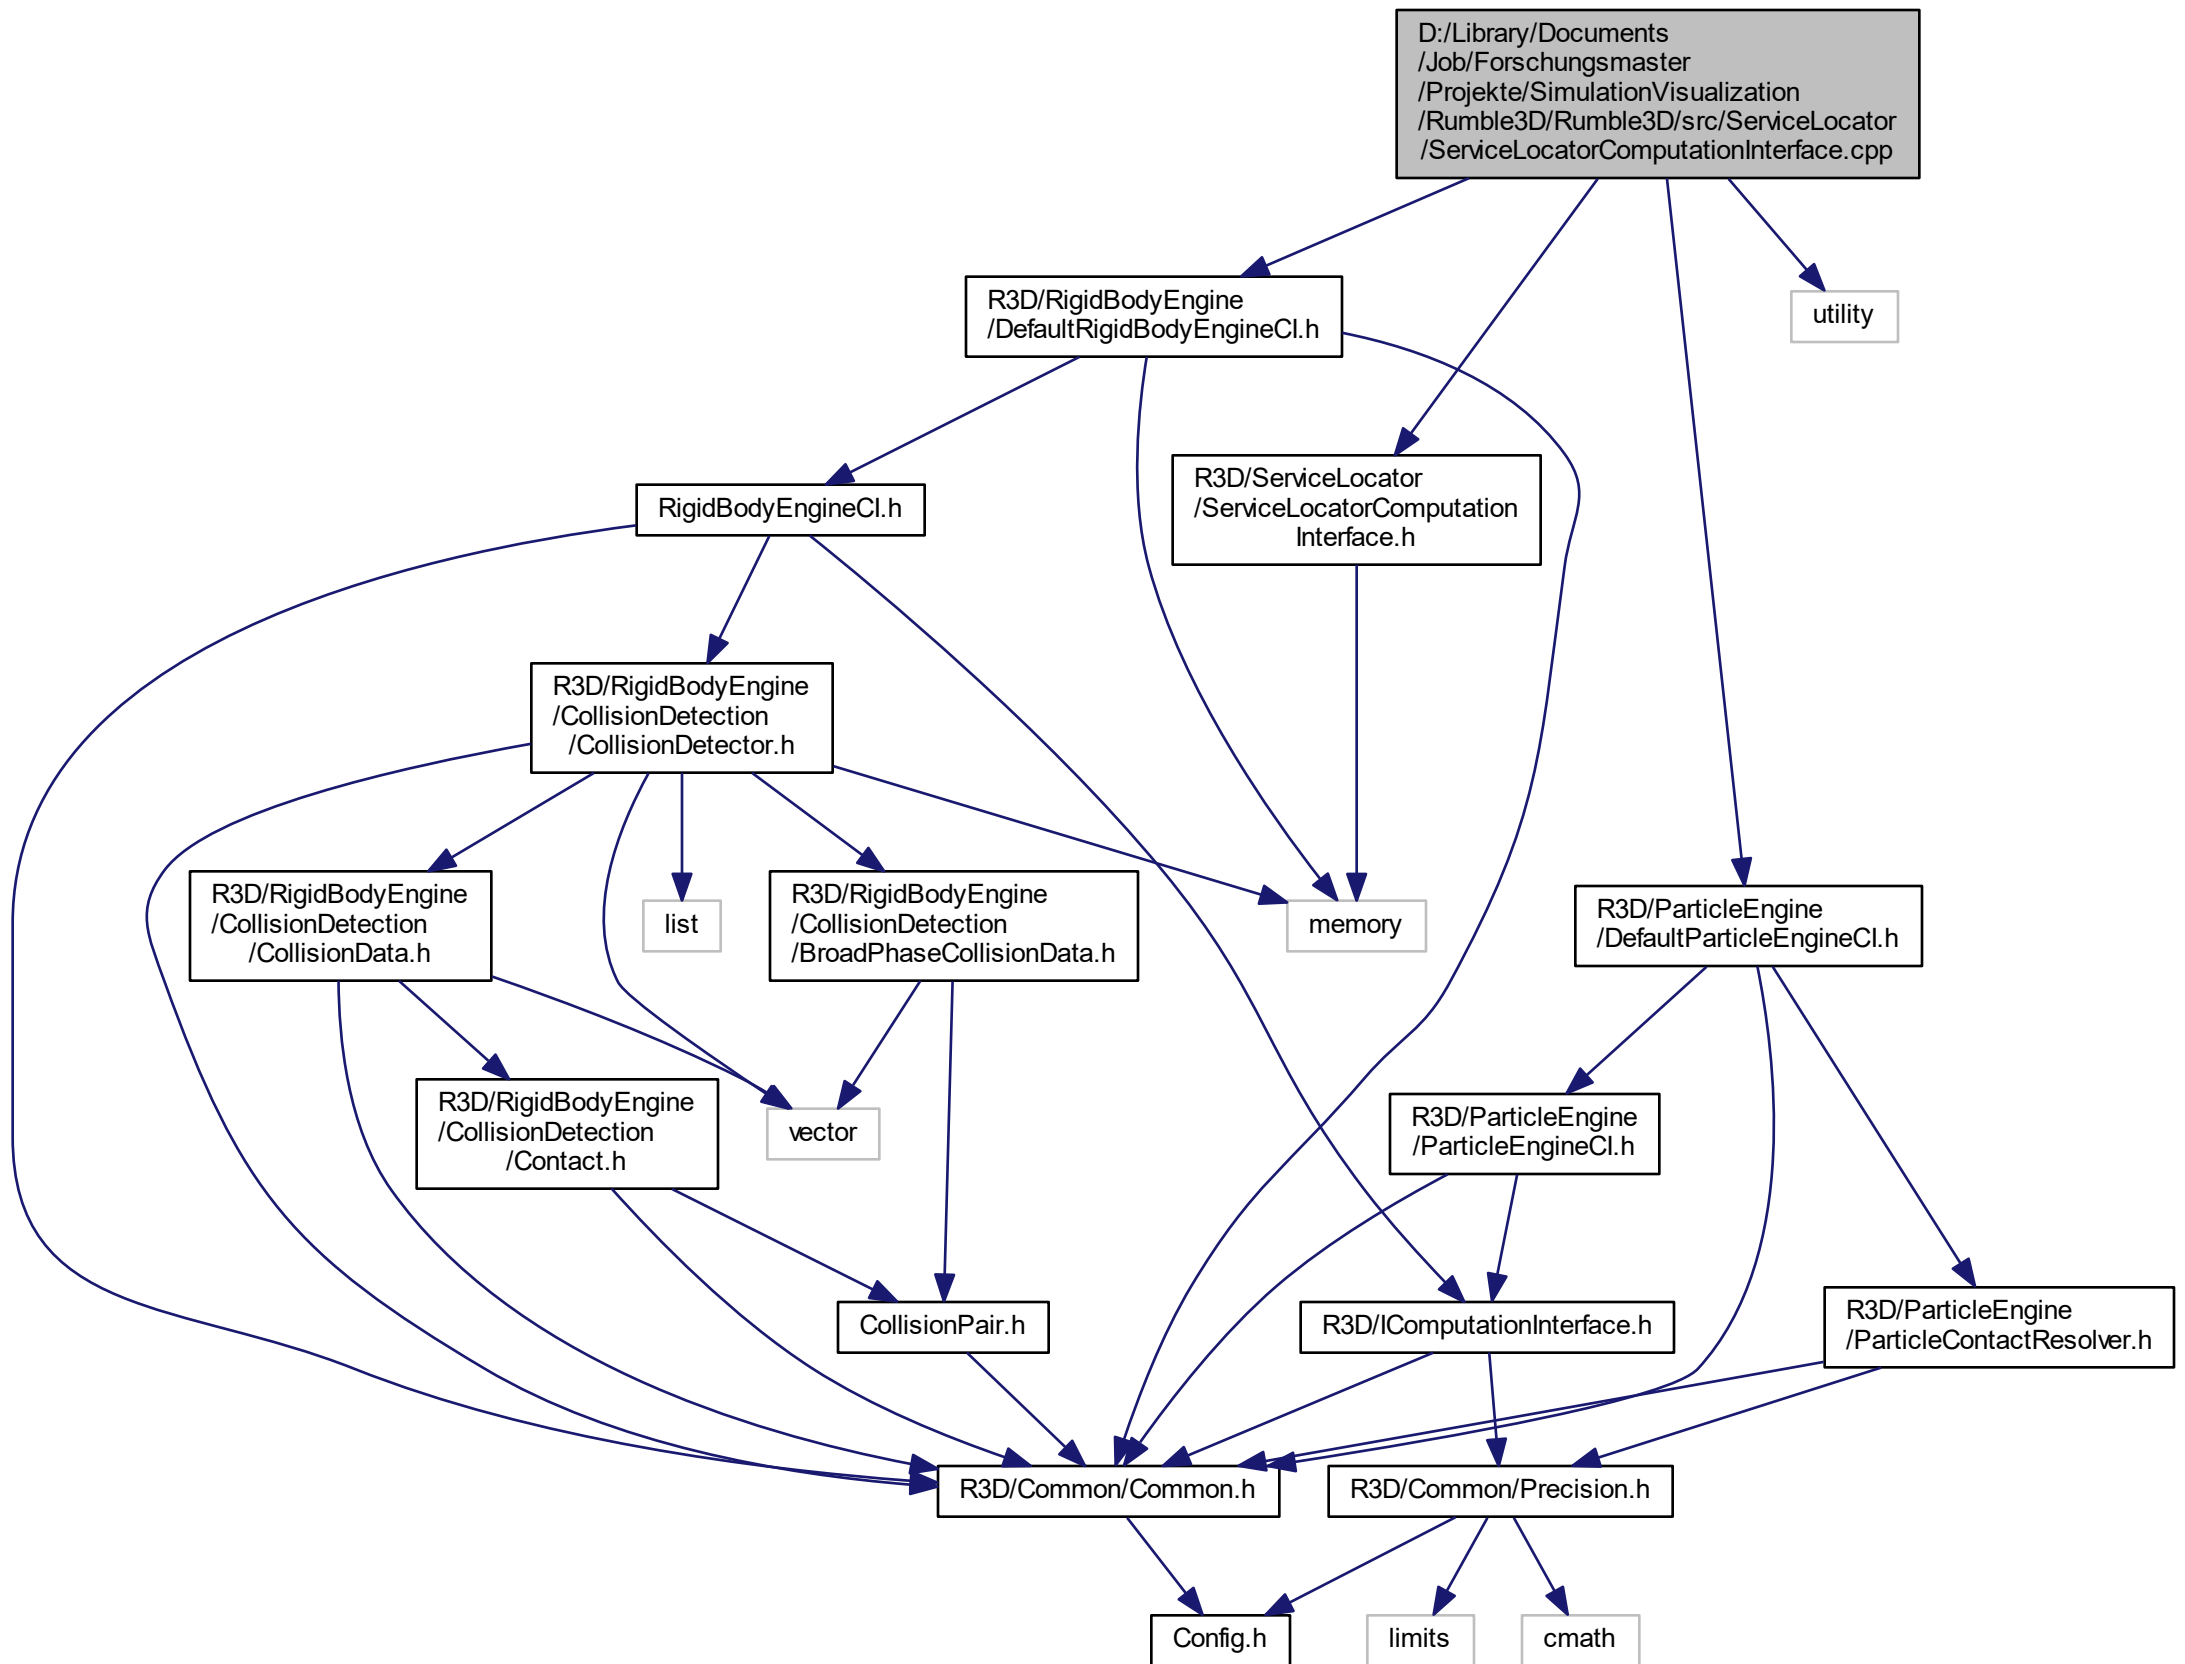 D:/Library/Documents
/Job/Forschungsmaster
/Projekte/SimulationVisualization
/Rumble3D/Rumble3D/src/ServiceLocator
/ServiceLocatorComputationInterface.cpp
R3D/RigidBodyEngine
/DefaultRigidBodyEngineCI.h
utility
R3D/ServiceLocator
/ServiceLocatorComputation
Interface.h
RigidBodyEngineCI.h
R3D/RigidBodyEngine
/CollisionDetection
/CollisionDetector.h
R3D/RigidBodyEngine
/CollisionDetection
/CollisionData.h
list
R3D/RigidBodyEngine
/CollisionDetection
/BroadPhaseCollisionData.h
memory
R3D/ParticleEngine
/DefaultParticleEngineCI.h
R3D/RigidBodyEngine
/CollisionDetection
/Contact.h
vector
R3D/ParticleEngine
/ParticleEngineCI.h
CollisionPair.h
R3D/IComputationInterface.h
R3D/ParticleEngine
/ParticleContactResolver.h
R3D/Common/Common.h
R3D/Common/Precision.h
Config.h
limits
cmath